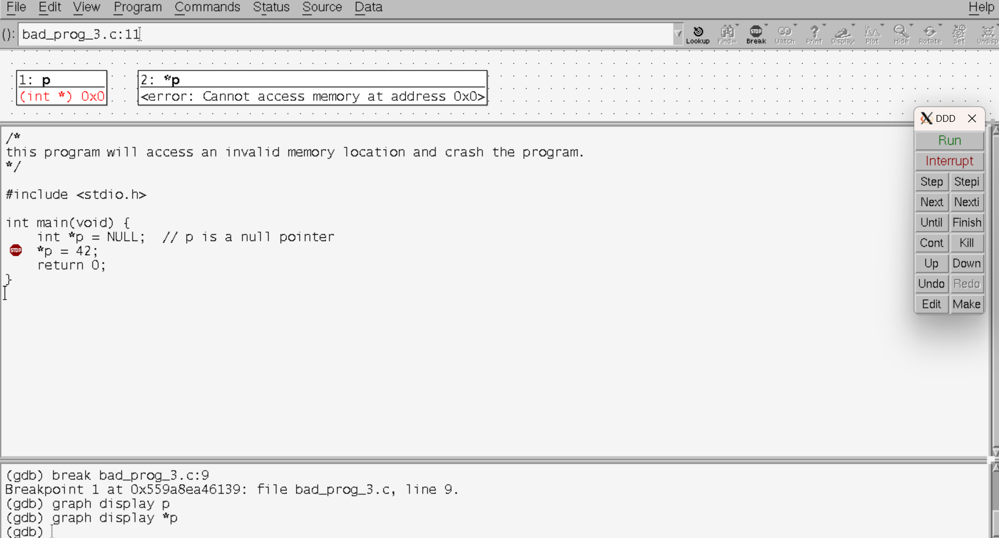 File Edit View Program Commands Status Source Data Help
(): bad_prog_3.c:11
Lookup Find>> Break Watch Print Display Plot Hide Rotate Set Undisp
1: p
(int *) 0x0
2: *p
<error: Cannot access memory at address 0x0>
DDD
Run
Interrupt
Step Stepi
Next Nexti
Until Finish
Cont Kill
Up Down
Undo Redo
Edit Make
/*
this program will access an invalid memory location and crash the program.
*/
#include <stdio.h>
int main(void) {
    int *p = NULL;  // p is a null pointer
STOP *p = 42;
    return 0;
}
(gdb) break bad_prog_3.c:9
Breakpoint 1 at 0x559a8ea46139: file bad_prog_3.c, line 9.
(gdb) graph display p
(gdb) graph display *p
(gdb)